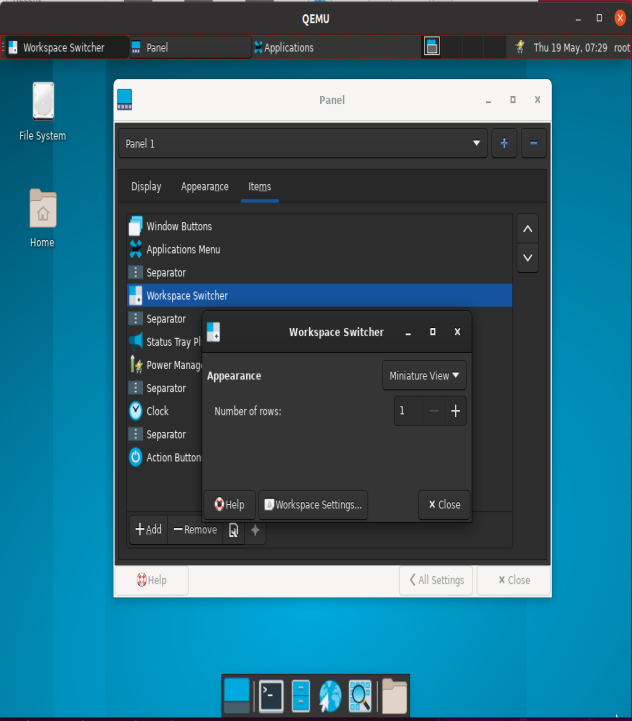 QEMU
Workspace Switcher
Panel
Applications
Thu 19 May, 07:29 root
File System
Home
Panel
Panel 1
Display Appearance Items
Window Buttons
Applications Menu
Separator
Workspace Switcher
Separator
Status Tray Pl
Power Manag
Separator
Clock
Separator
Action Button
Add Remove
Workspace Switcher
Appearance Miniature View
Number of rows: 1
Help Workspace Settings... Close
Help All Settings Close